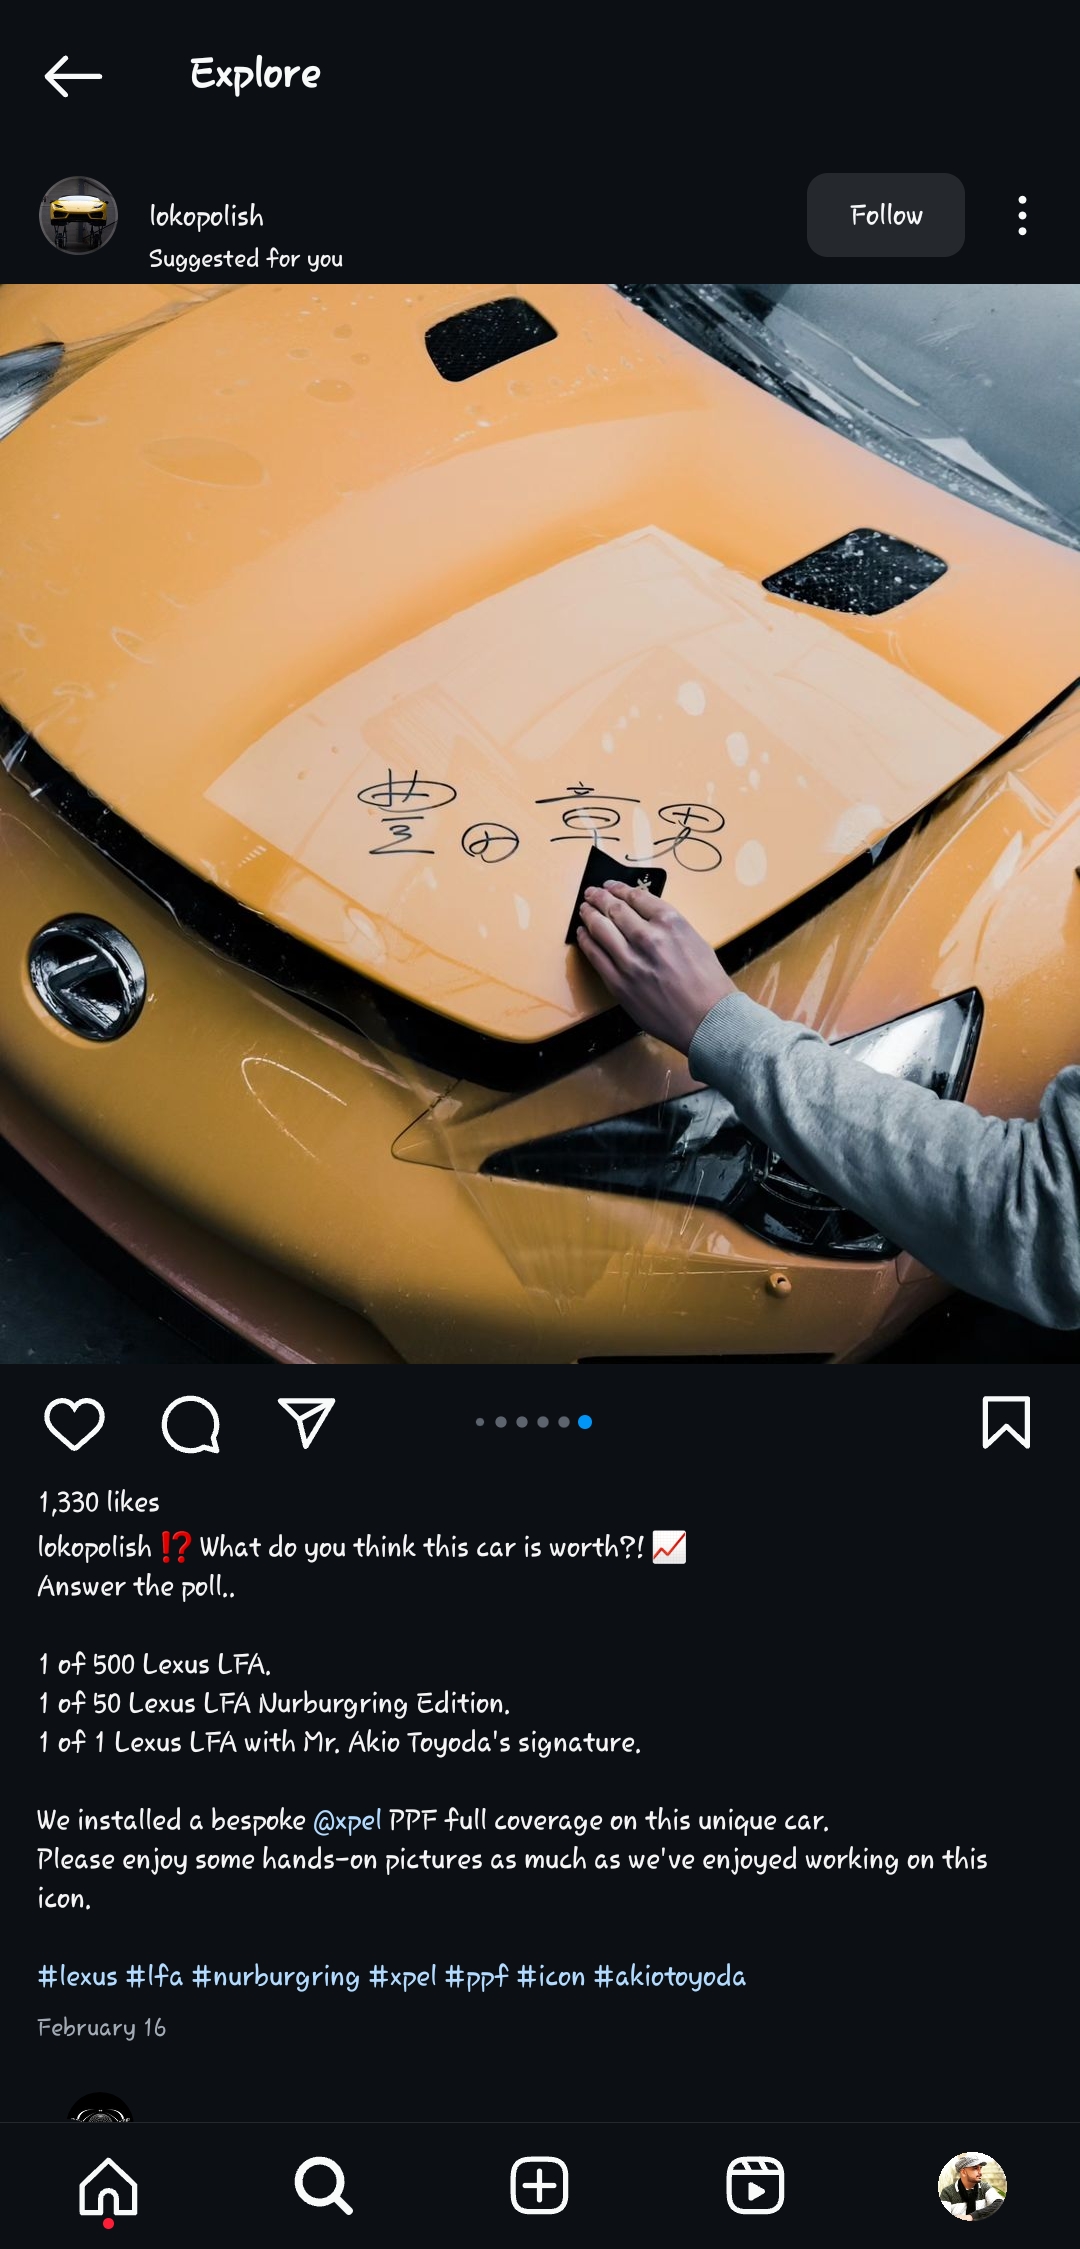 Explore
lokopolish
Suggested for you
Follow
豊田章男
1,330 likes
lokopolish ⁉️ What do you think this car is worth?! 📈
Answer the poll..
1 of 500 Lexus LFA.
1 of 50 Lexus LFA Nurburgring Edition.
1 of 1 Lexus LFA with Mr. Akio Toyoda's signature.
We installed a bespoke @xpel PPF full coverage on this unique car.
Please enjoy some hands-on pictures as much as we've enjoyed working on this
icon.
#lexus #lfa #nurburgring #xpel #ppf #icon #akiotoyoda
February 16